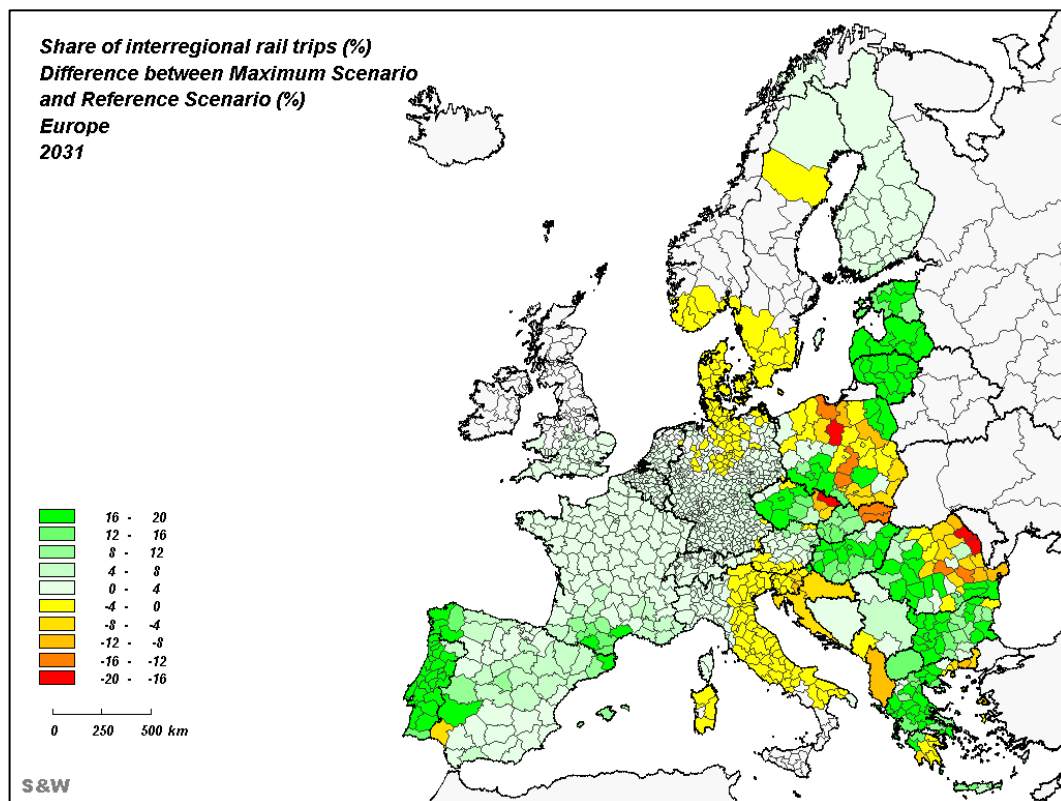 Share of interregional rail trips (%)
Difference between Maximum Scenario
and Reference Scenario (%)
Europe
2031
16 - 20
12 - 16
8 - 12
4 - 8
0 - 4
-4 - 0
-8 - -4
-12 - -8
-16 - -12
-20 - -16
0 250 500 km
S&W